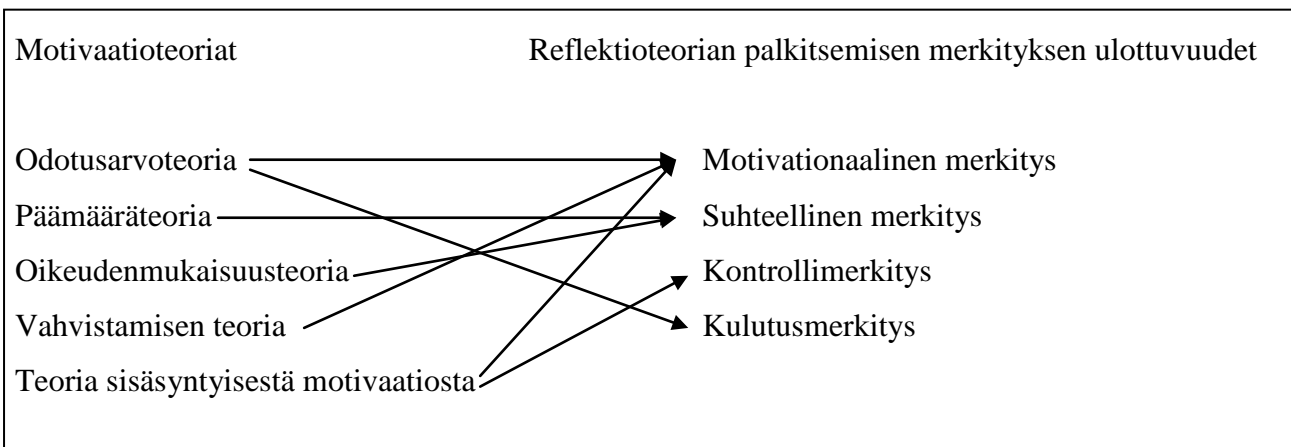 Motivaatioteoriat Reflektioteorian palkitsemisen merkityksen ulottuvuudet
Odotusarvoteoria Motivationaalinen merkitys
Päämääräteoria Suhteellinen merkitys
Oikeudenmukaisuusteoria Kontrollimerkitys
Vahvistamisen teoria Kulutusmerkitys
Teoria sisäsyntyisestä motivaatiosta